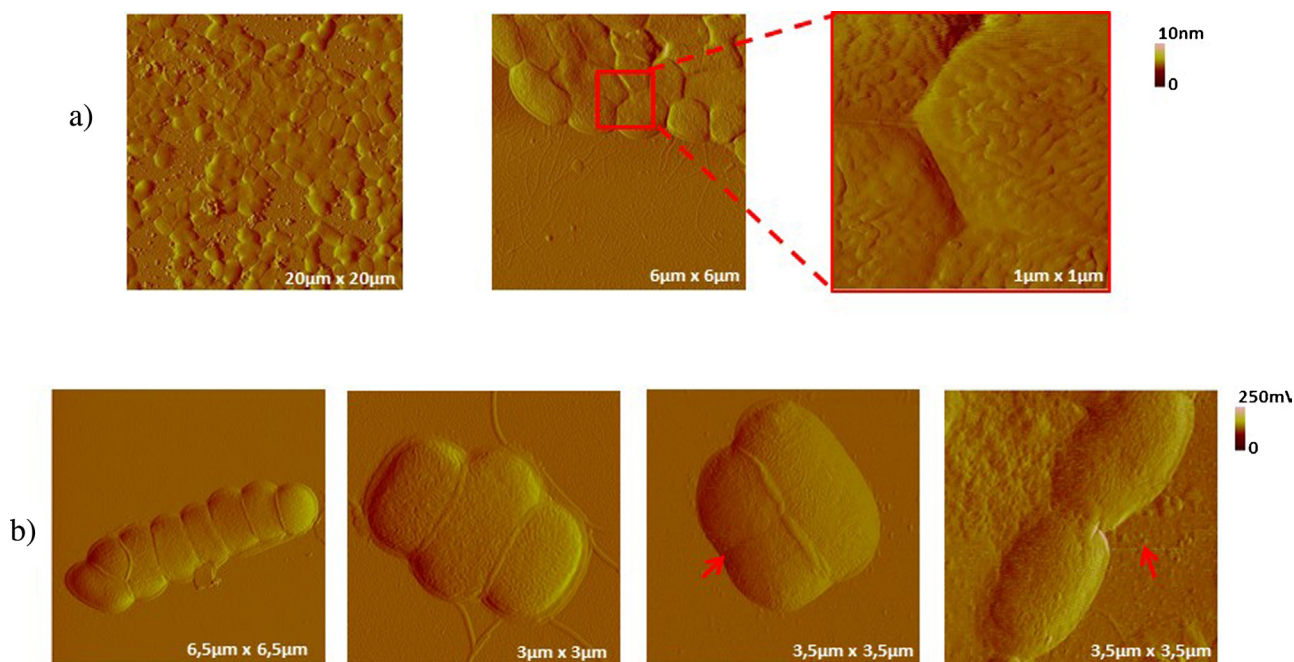 10nm
0
a)
20µm x 20µm
6µm x 6µm
1µm x 1µm
250mV
0
b)
6,5µm x 6,5µm
3µm x 3µm
3,5µm x 3,5µm
3,5µm x 3,5µm